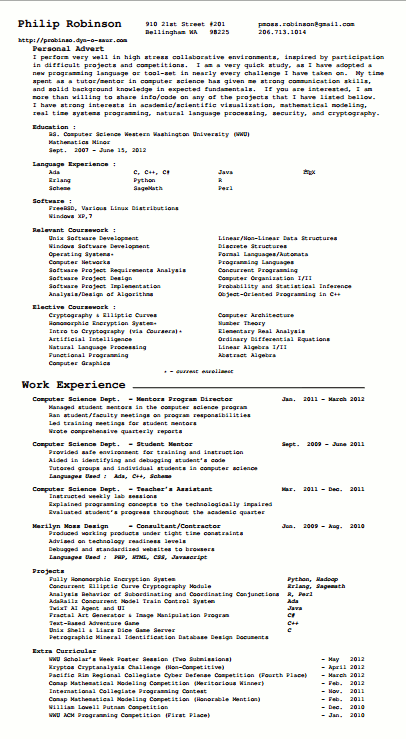 Philip Robinson 910 21st Street #201 pmoss.robinson@gmail.com
Bellingham WA 98225 206.713.1014
http://probinso.dyn-o-saur.com
Personal Advert
I perform very well in high stress collaborative environments, inspired by participation
in difficult projects and competitions. I am a very quick study, as I have adopted a
new programming language or tool-set in nearly every challenge I have taken on. My time
spent as a tutor/mentor in computer science has given me strong communication skills,
and solid background knowledge in expected fundamentals. If you are interested, I am
more than willing to share info/code on any of the projects that I have listed bellow.
I have strong interests in academic/scientific visualization, mathematical modeling,
real time systems programming, natural language processing, security, and cryptography.
Education :
BS. Computer Science Western Washington University (WWU)
Mathematics Minor
Sept. 2007 - June 15, 2012
Language Experience :
Ada C, C++, C# Java TEX
Erlang Python R
Scheme SageMath Perl
Software :
FreeBSD, Various Linux Distributions
Windows XP,7
Relevant Coursework :
Unix Software Development Linear/Non-Linear Data Structures
Windows Software Development Discrete Structures
Operating Systems+ Formal Languages/Automata
Computer Networks Programming Languages
Software Project Requirements Analysis Concurrent Programming
Software Project Design Computer Organization I/II
Software Project Implementation Probability and Statistical Inference
Analysis/Design of Algorithms Object-Oriented Programming in C++
Elective Coursework :
Cryptography & Elliptic Curves Computer Architecture
Homomorphic Encryption System+ Number Theory
Intro to Cryptography (via Coursera)+ Elementary Real Analysis
Artificial Intelligence Ordinary Differential Equations
Natural Language Processing Linear Algebra I/II
Functional Programming Abstract Algebra
Computer Graphics
+ - current enrollment
Work Experience
Computer Science Dept. - Mentors Program Director Jan. 2011 - March 2012
Managed student mentors in the computer science program
Ran student/faculty meetings on program responsibilities
Led training meetings for student mentors
Wrote comprehensive quarterly reports
Computer Science Dept. - Student Mentor Sept. 2009 - June 2011
Provided safe environment for training and instruction
Aided in identifying and debugging student's code
Tutored groups and individual students in computer science
Languages Used : Ada, C++, Scheme
Computer Science Dept. - Teacher's Assistant Mar. 2011 - Dec. 2011
Instructed weekly lab sessions
Explained programming concepts to the technologically impaired
Evaluated student's progress throughout the academic quarter
Merilyn Moss Design - Consultant/Contractor Jun. 2009 - Aug. 2010
Produced working products under tight time constraints
Advised on technology readiness levels
Debugged and standardized websites to browsers
Languages Used : PHP, HTML, CSS, Javascript
Projects
Fully Homomorphic Encryption System Python, Hadoop
Concurrent Elliptic Curve Cryptography Module Erlang, Sagemath
Analysis Behavior of Subordinating and Coordinating Conjunctions R, Perl
AdaRailz Concurrent Model Train Control System Ada
TwixT AI Agent and UI Java
Fractal Art Generator & Image Manipulation Program C#
Text-Based Adventure Game C++
Unix Shell & Liars Dice Game Server C
Petrographic Mineral Identification Database Design Documents
Extra Curricular
WWU Scholar's Week Poster Session (Two Submissions) - May 2012
Kryptos Cryptanalysis Challenge (Non-Competitive) - April 2012
Pacific Rim Regional Collegiate Cyber Defense Competition (Fourth Place) - March 2012
Comap Mathematical Modeling Competition (Meritorious Winner) - Feb. 2012
International Collegiate Programming Contest - Nov. 2011
Comap Mathematical Modeling Competition (Honorable Mention) - Feb. 2011
William Lowell Putnam Competition - Dec. 2010
WWU ACM Programming Competition (First Place) - Jan. 2010